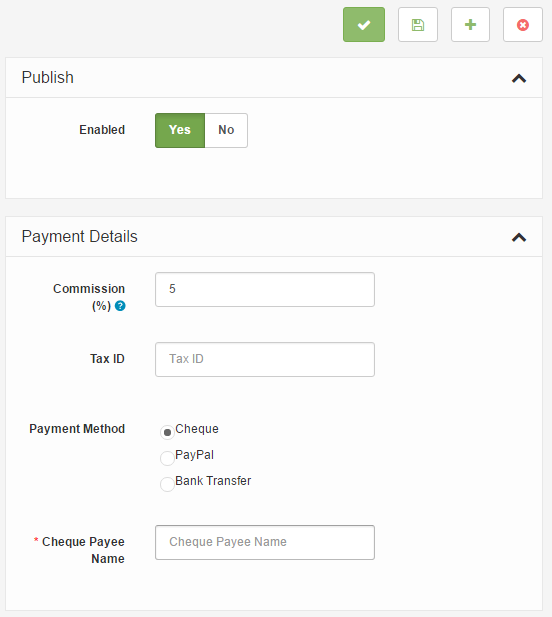 Publish
Enabled
Yes
No
Payment Details
Commission
(%) ?
5
Tax ID
Tax ID
Payment Method
Cheque
PayPal
Bank Transfer
* Cheque Payee
Name
Cheque Payee Name